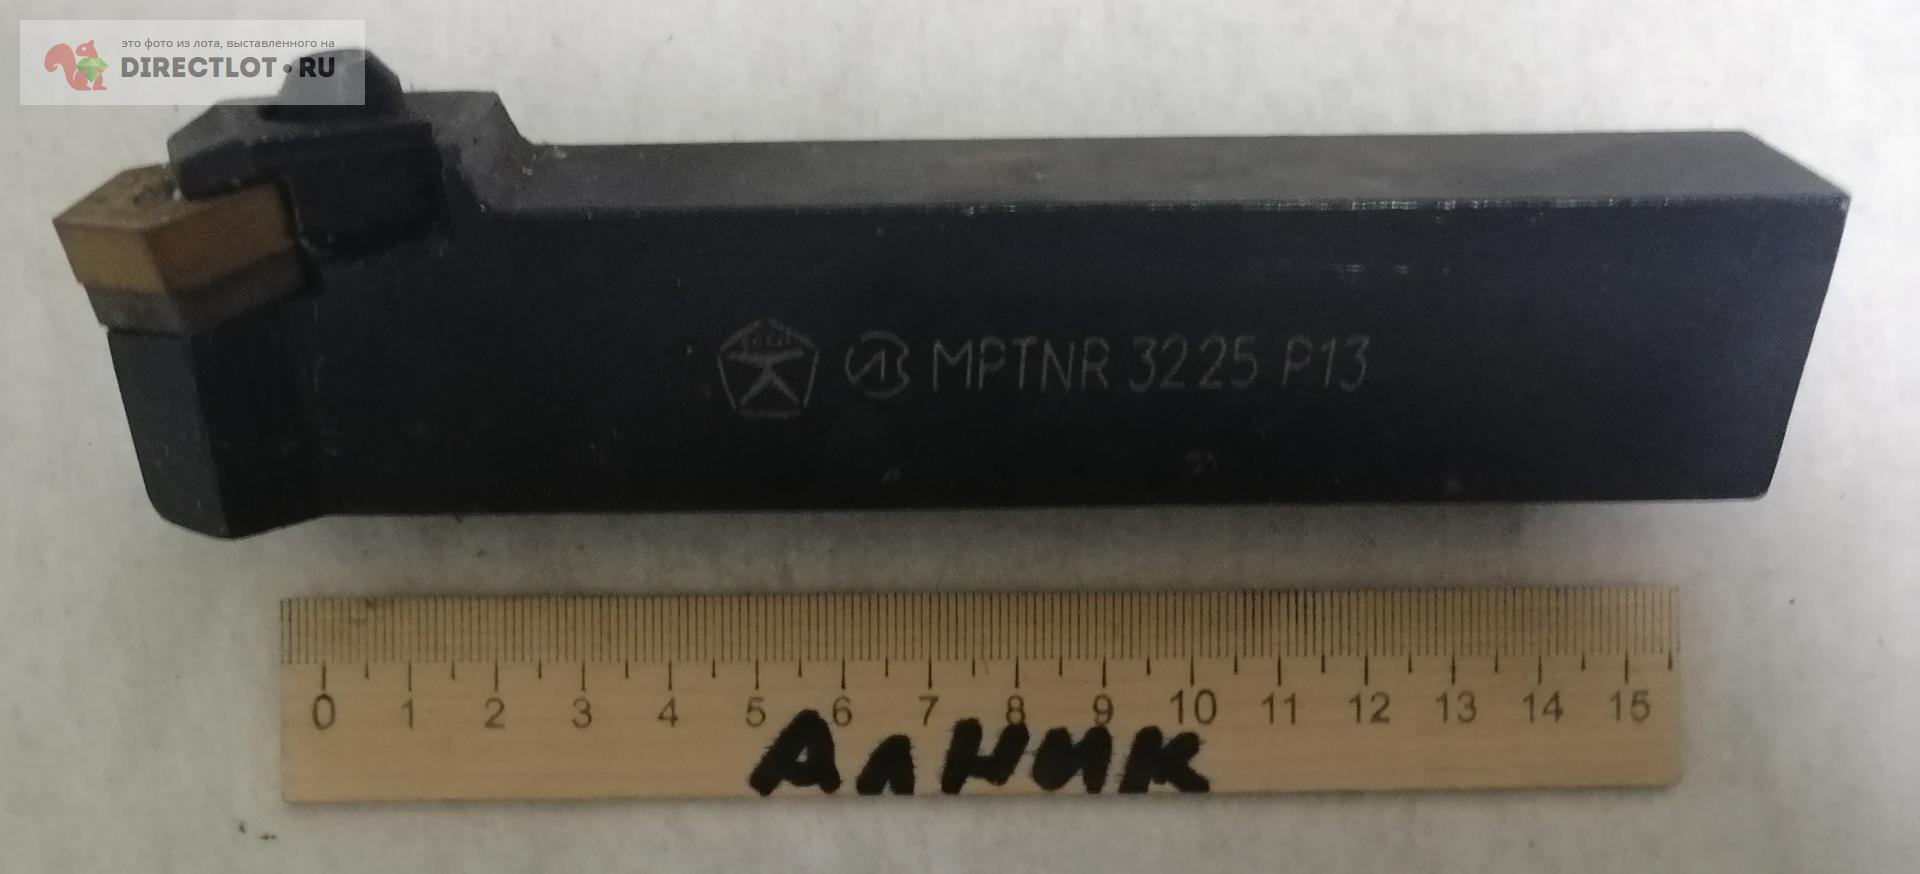 это фото из лота, выставленного на
DIRECTLOT.RU
MPTNR 3225 P13
0 1 2 3 4 5 6 7 8 9 10 11 12 13 14 15
Алник